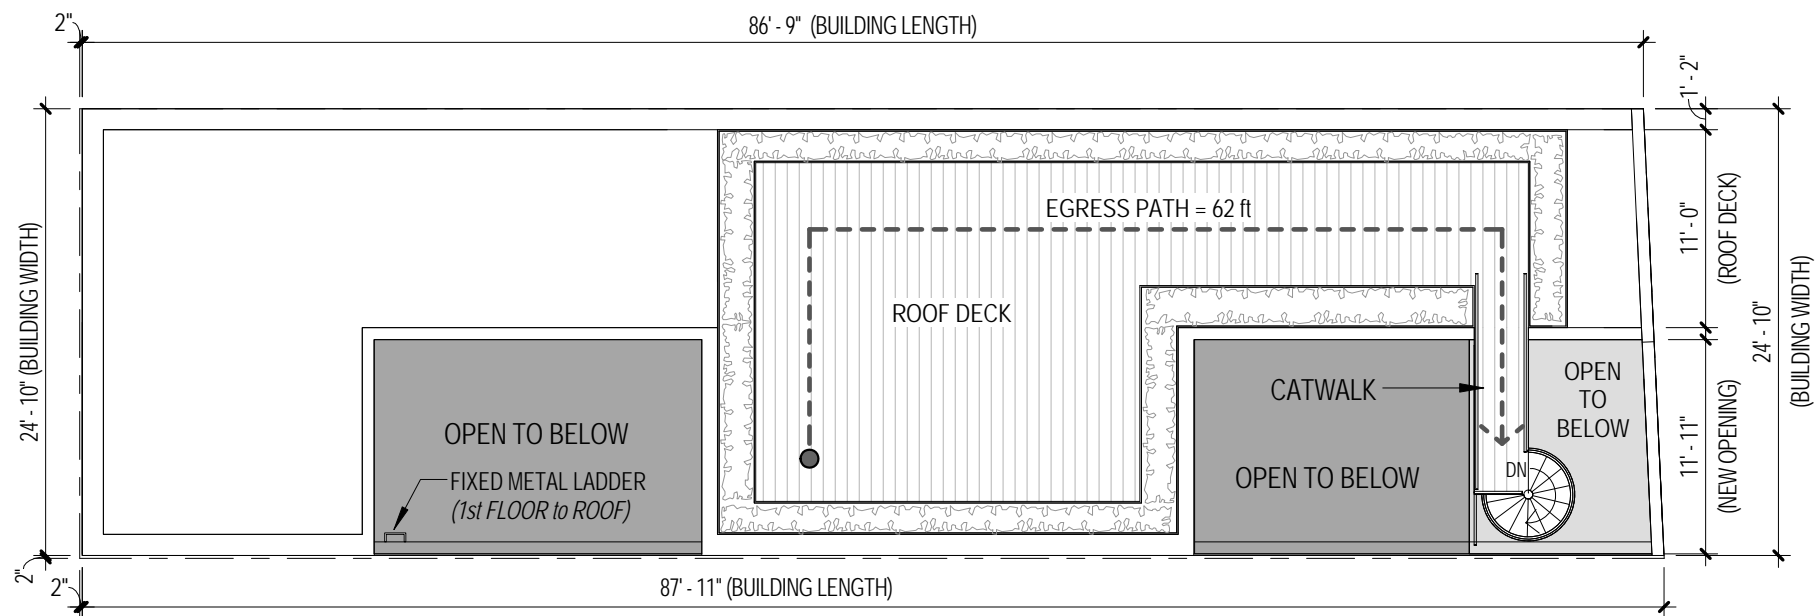 2"
86' - 9" (BUILDING LENGTH)
1' - 2"
EGRESS PATH = 62 ft
11' - 0"
(ROOF DECK)
24' - 10" (BUILDING WIDTH)
24' - 10"
(BUILDING WIDTH)
ROOF DECK
CATWALK
OPEN
TO
BELOW
OPEN TO BELOW
FIXED METAL LADDER
(1st FLOOR to ROOF)
OPEN TO BELOW
DN
11' - 11"
(NEW OPENING)
2"
2"
87' - 11" (BUILDING LENGTH)